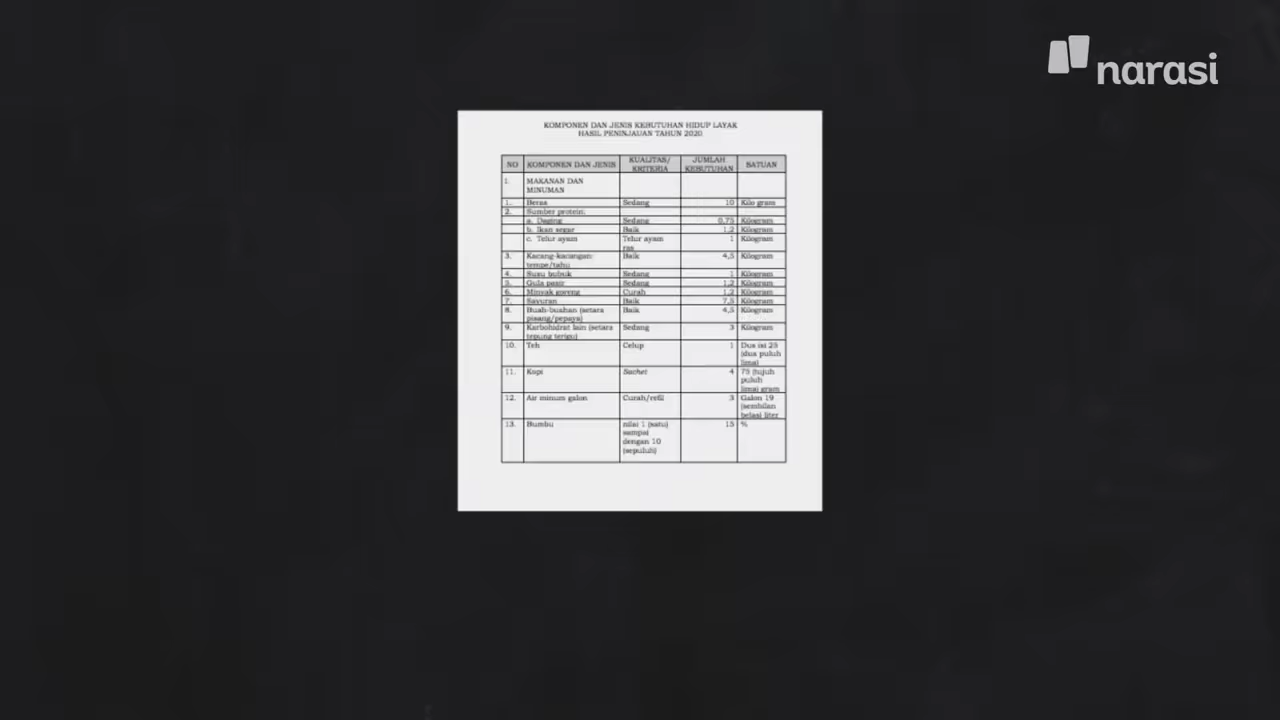 narasi
KOMPONEN DAN JENIS KEBUTUHAN HIDUP LAYAK
HASIL PENINJAUAN TAHUN 2020
NO KOMPONEN DAN JENIS KUALITAS/ KRITERIA JUMLAH KEBUTUHAN SATUAN
I. MAKANAN DAN MINUMAN
1. Beras Sedang 10 Kilo gram
2. Sumber protein:
a. Daging Sedang 0,75 Kilogram
b. Ikan segar Baik 1,2 Kilogram
c. Telur ayam Telur ayam ras 1 Kilogram
3. Kacang-kacangan: tempe/tahu Baik 4,5 Kilogram
4. Susu bubuk Sedang 1 Kilogram
5. Gula pasir Sedang 1,2 Kilogram
6. Minyak goreng Curah 1,2 Kilogram
7. Sayuran Baik 7,5 Kilogram
8. Buah-buahan (setara pisang/pepaya) Baik 4,5 Kilogram
9. Karbohidrat lain (setara tepung terigu) Sedang 3 Kilogram
10. Teh Celup 1 Dus isi 25 (dua puluh lima)
11. Kopi Sachet 4 75 (tujuh puluh lima) gram
12. Air minum galon Curah/refil 3 Galon 19 (sembilan belas) liter
13. Bumbu nilai 1 (satu) sampai dengan 10 (sepuluh) 15 %